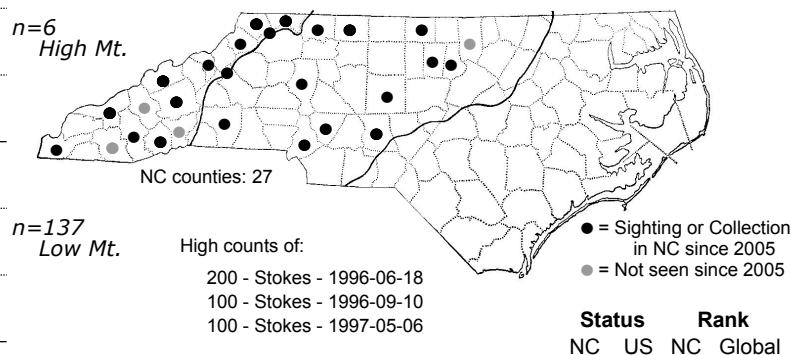 n=6
High Mt.
NC counties: 27
n=137
Low Mt.
High counts of:
200 - Stokes - 1996-06-18
100 - Stokes - 1996-09-10
100 - Stokes - 1997-05-06
= Sighting or Collection
in NC since 2005
= Not seen since 2005
Status Rank
NC US NC Global